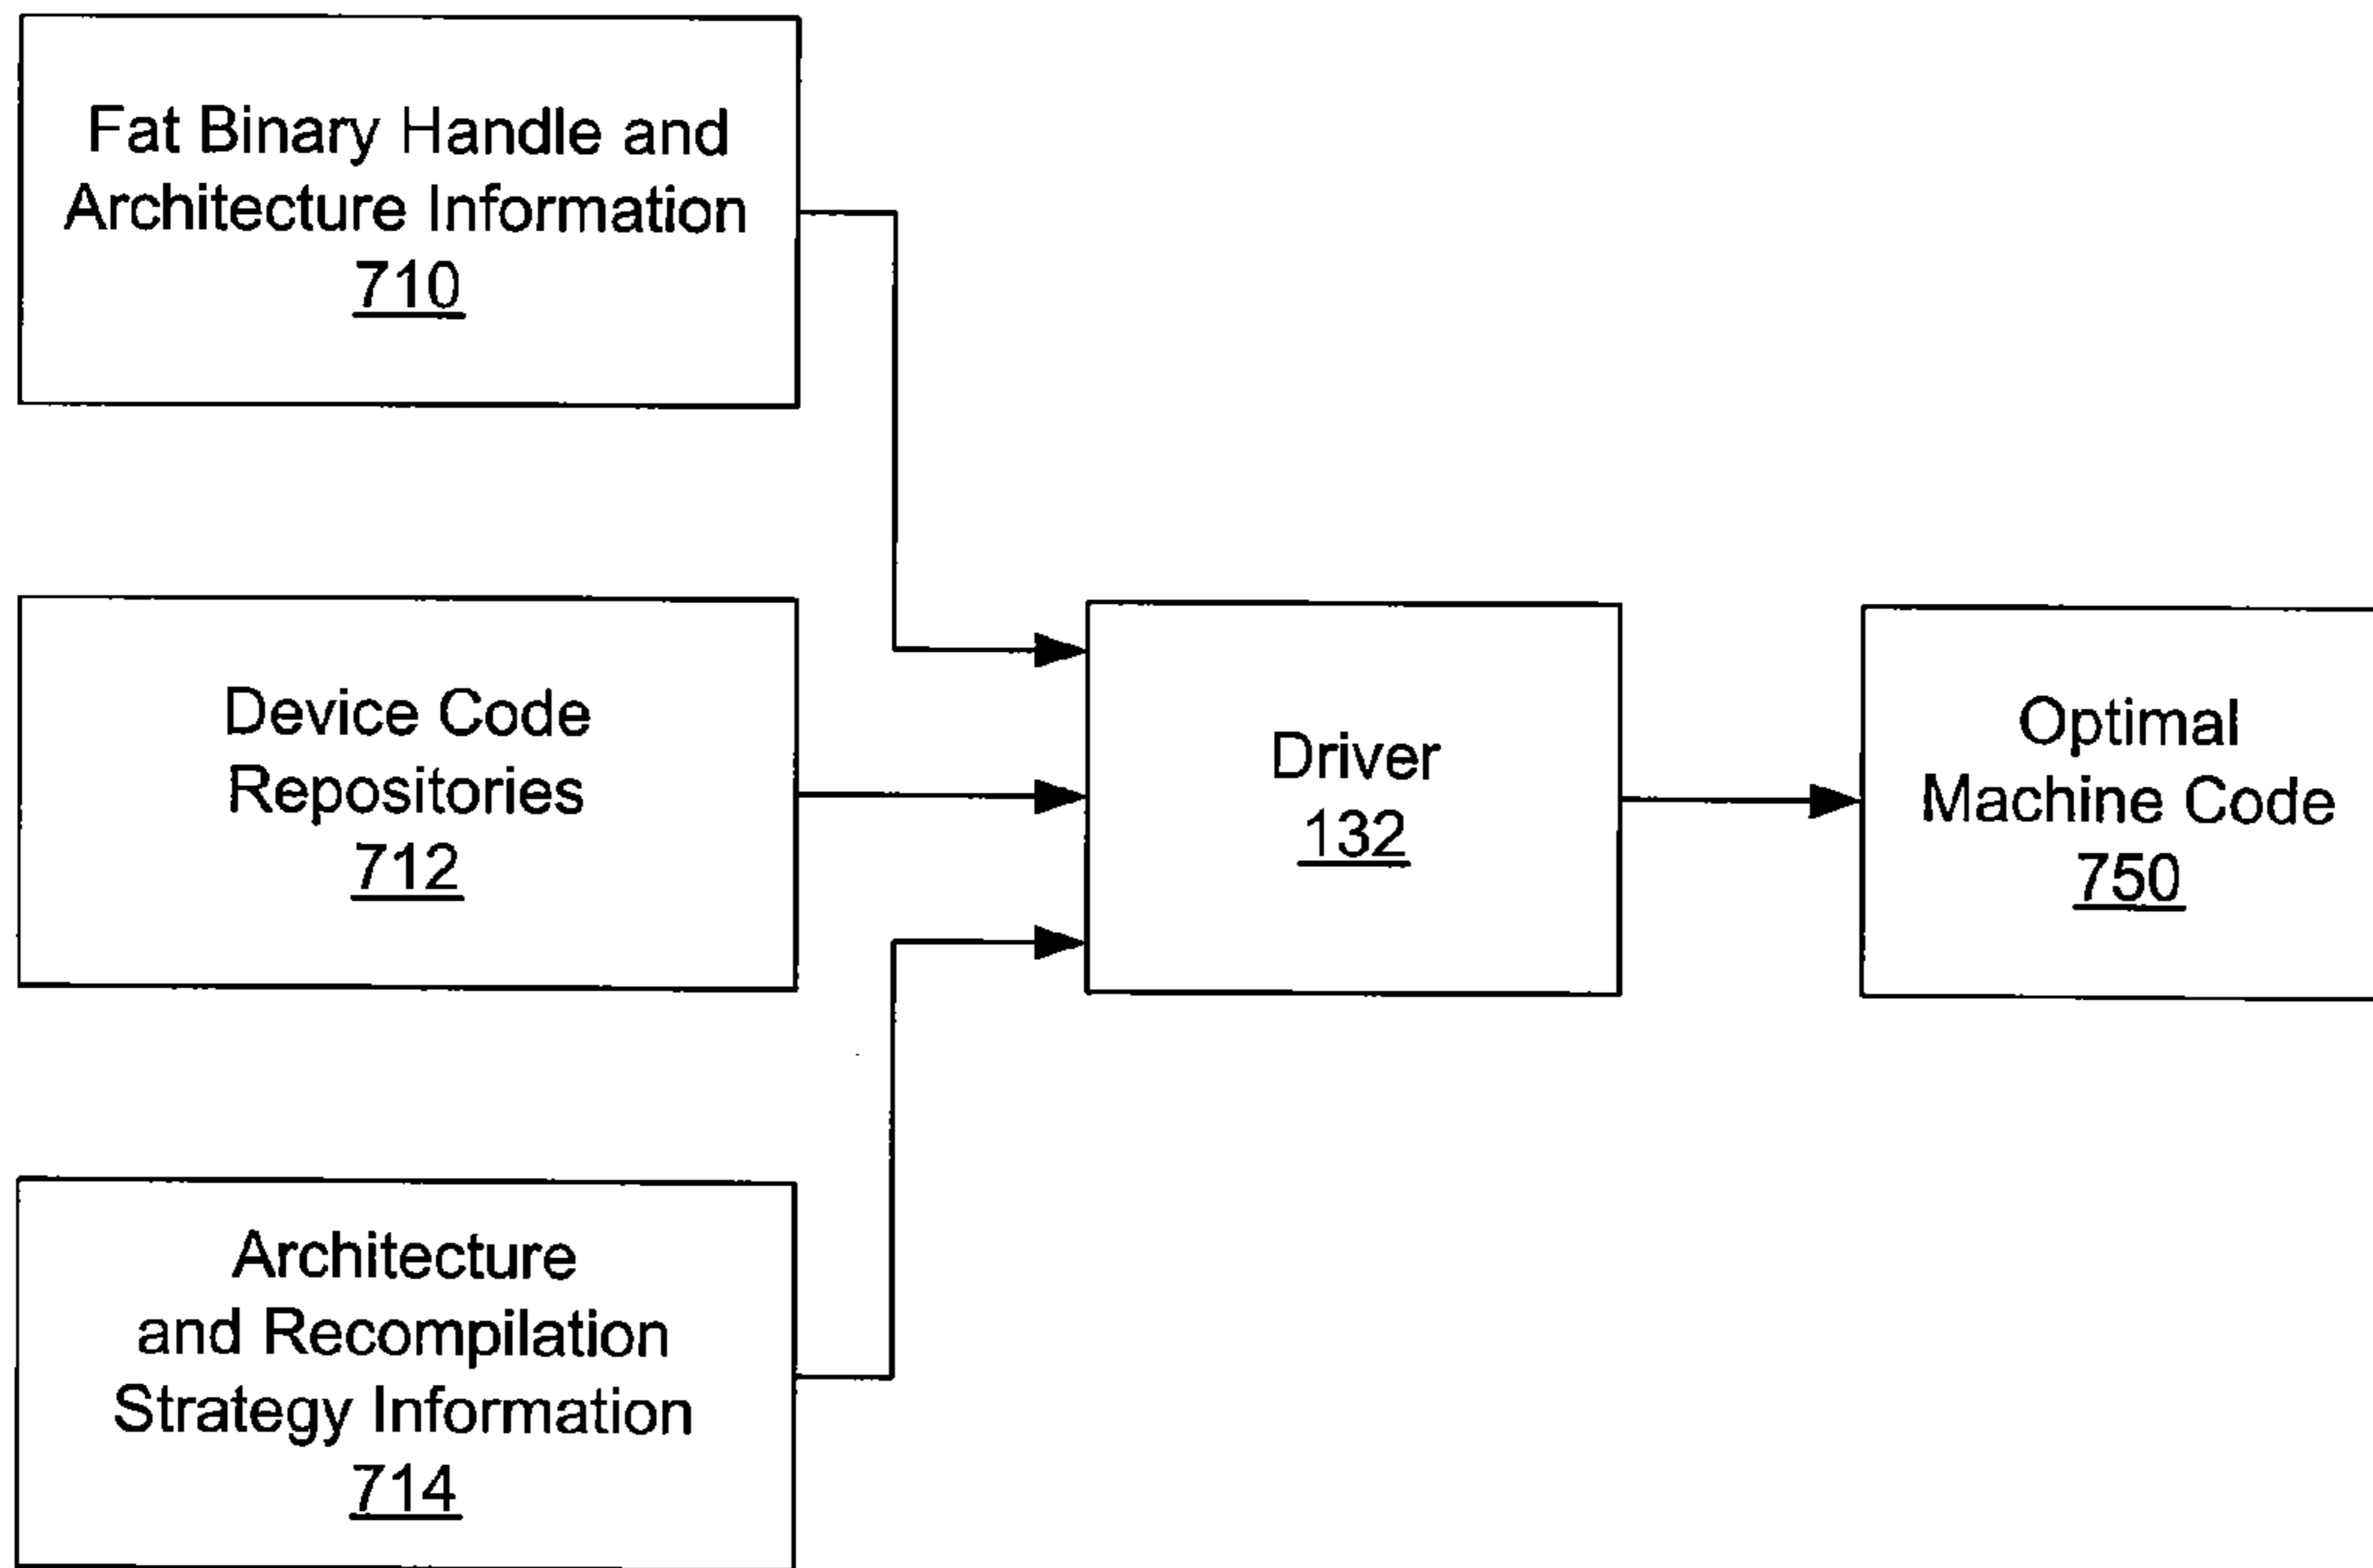 Fat Binary Handle and
Architecture Information
710
Device Code
Repositories
712
Architecture
and Recompilation
Strategy Information
714
Driver
132
Optimal
Machine Code
750